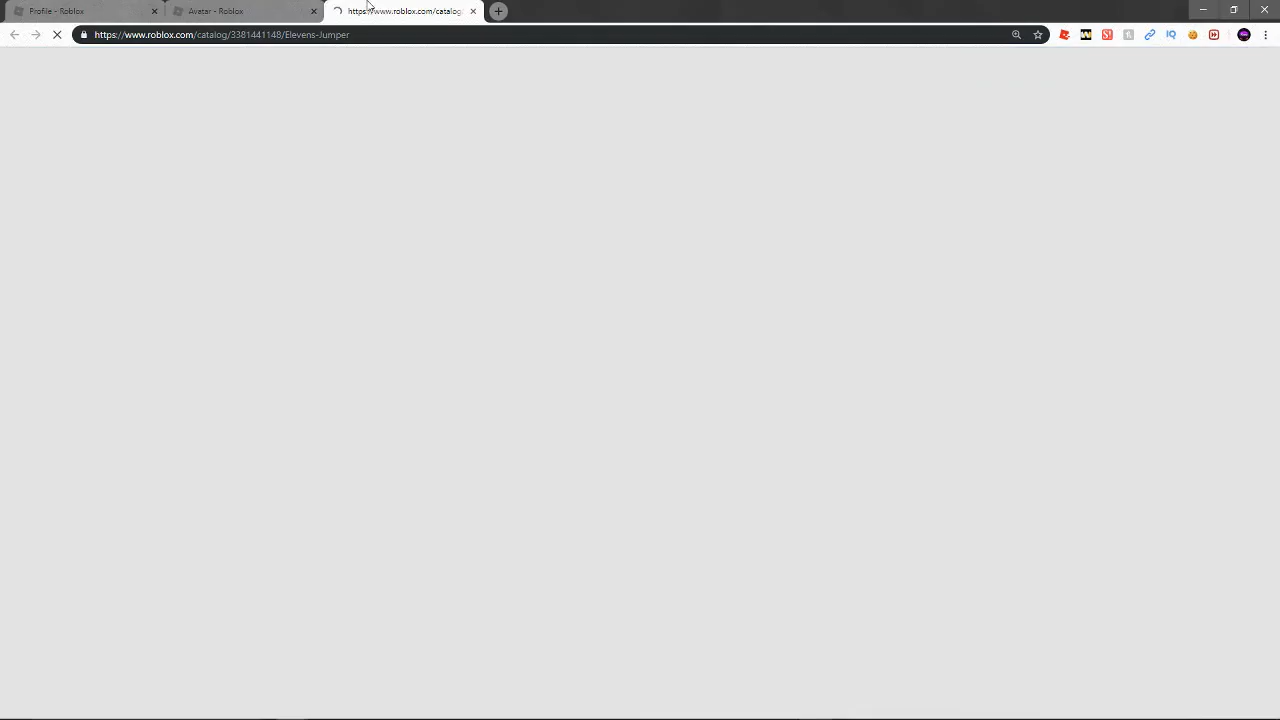 Profile - Roblox
Avatar - Roblox
https://www.roblox.com/catalog
https://www.roblox.com/catalog/3381441148/Elevens-Jumper